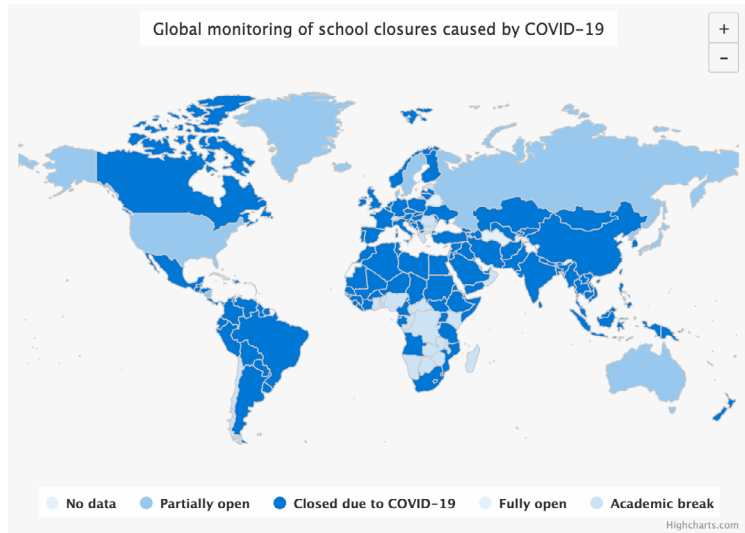 Global monitoring of school closures caused by COVID-19
+
-
No data Partially open Closed due to COVID-19 Fully open Academic break
Highcharts.com